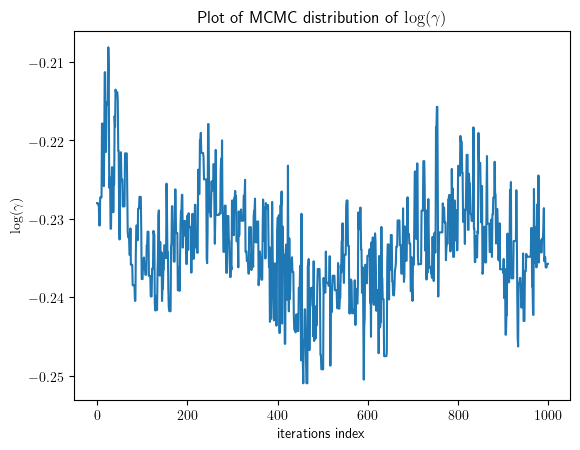 Plot of MCMC distribution of log(γ)
−0.21
−0.22
−0.23
−0.24
−0.25
log(γ)
0 200 400 600 800 1000
iterations index